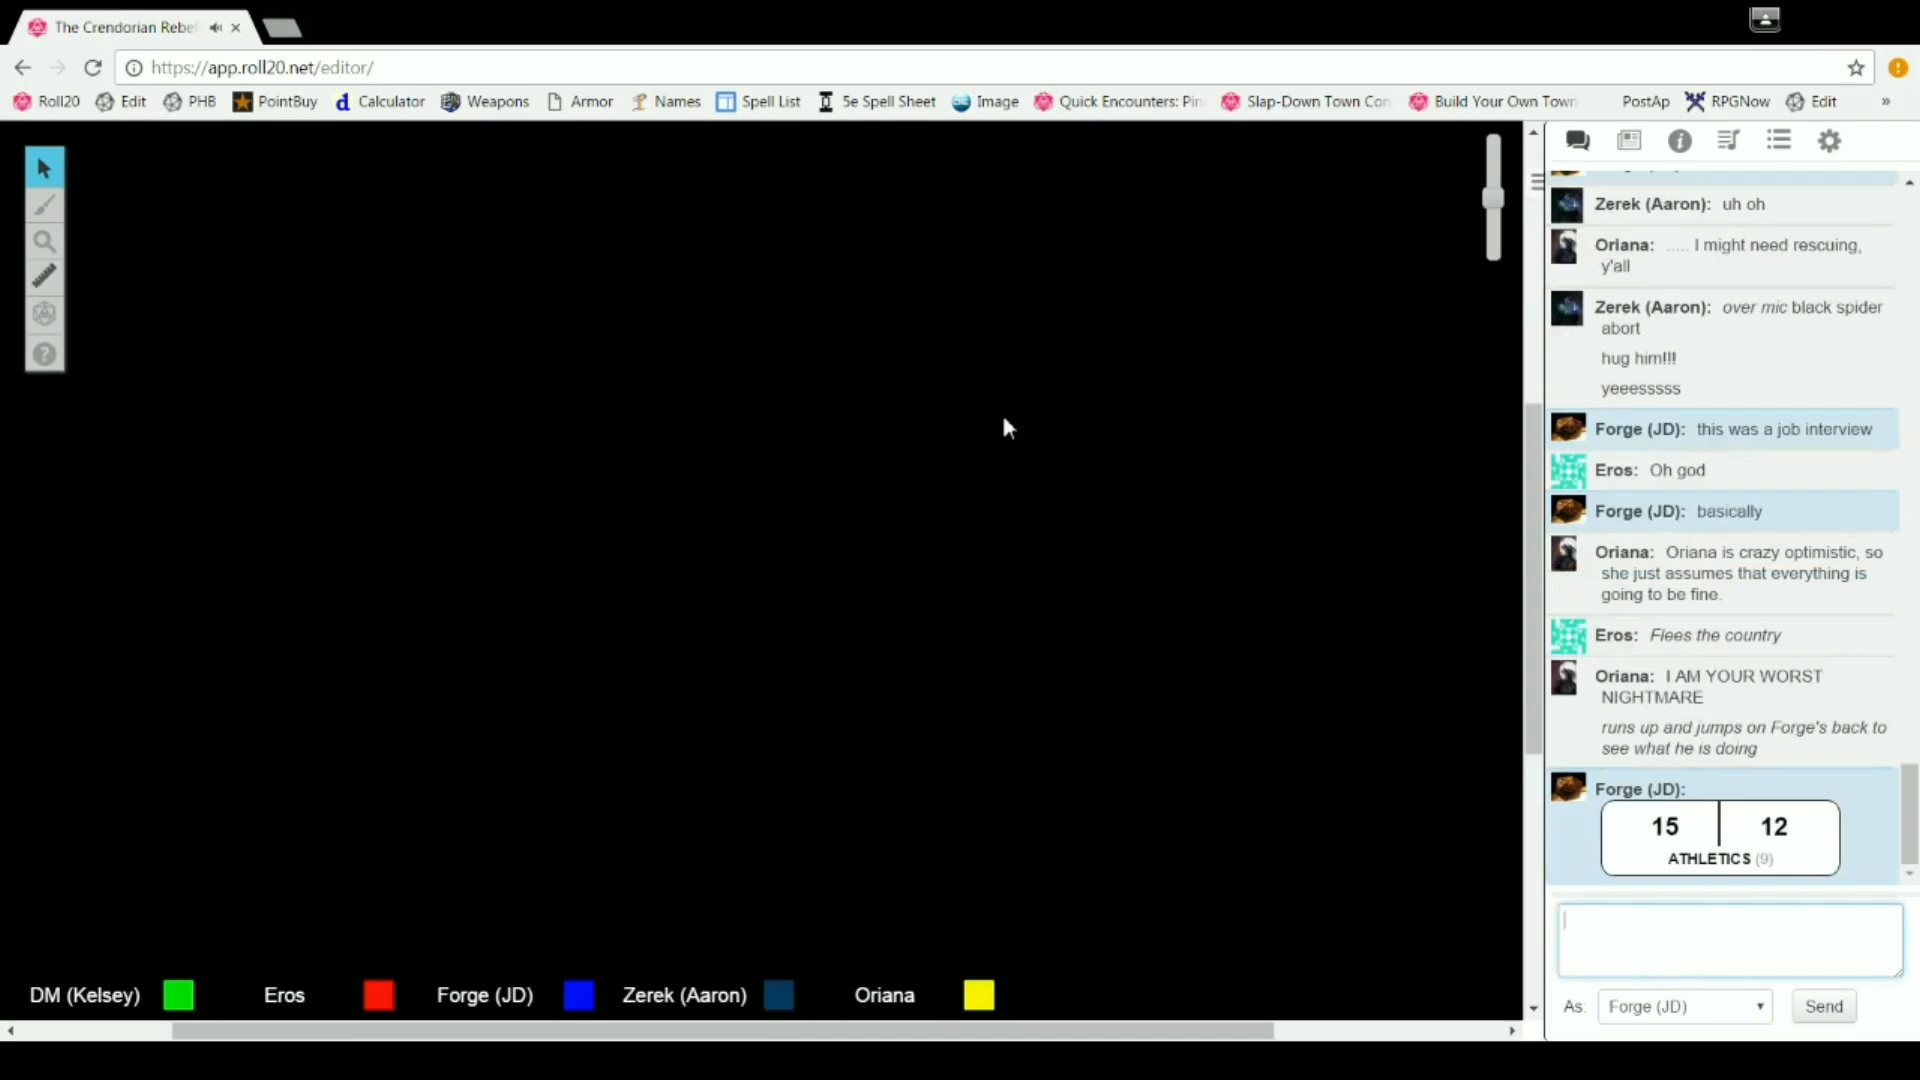 The Crendorian Rebel
https://app.roll20.net/editor/
Roll20 Edit PHB PointBuy Calculator Weapons Armor Names Spell List 5e Spell Sheet Image Quick Encounters: Pin Slap-Down Town Con Build Your Own Town PostAp RPGNow Edit »
Zerek (Aaron): uh oh
Oriana: ..... I might need rescuing,
y'all
Zerek (Aaron): over mic black spider
abort
hug him!!!
yeeesssss
Forge (JD): this was a job interview
Eros: Oh god
Forge (JD): basically
Oriana: Oriana is crazy optimistic, so
she just assumes that everything is
going to be fine.
Eros: Flees the country
Oriana: I AM YOUR WORST
NIGHTMARE
runs up and jumps on Forge's back to
see what he is doing
Forge (JD):
15 12
ATHLETICS (9)
DM (Kelsey) Eros Forge (JD) Zerek (Aaron) Oriana
As: Forge (JD) Send